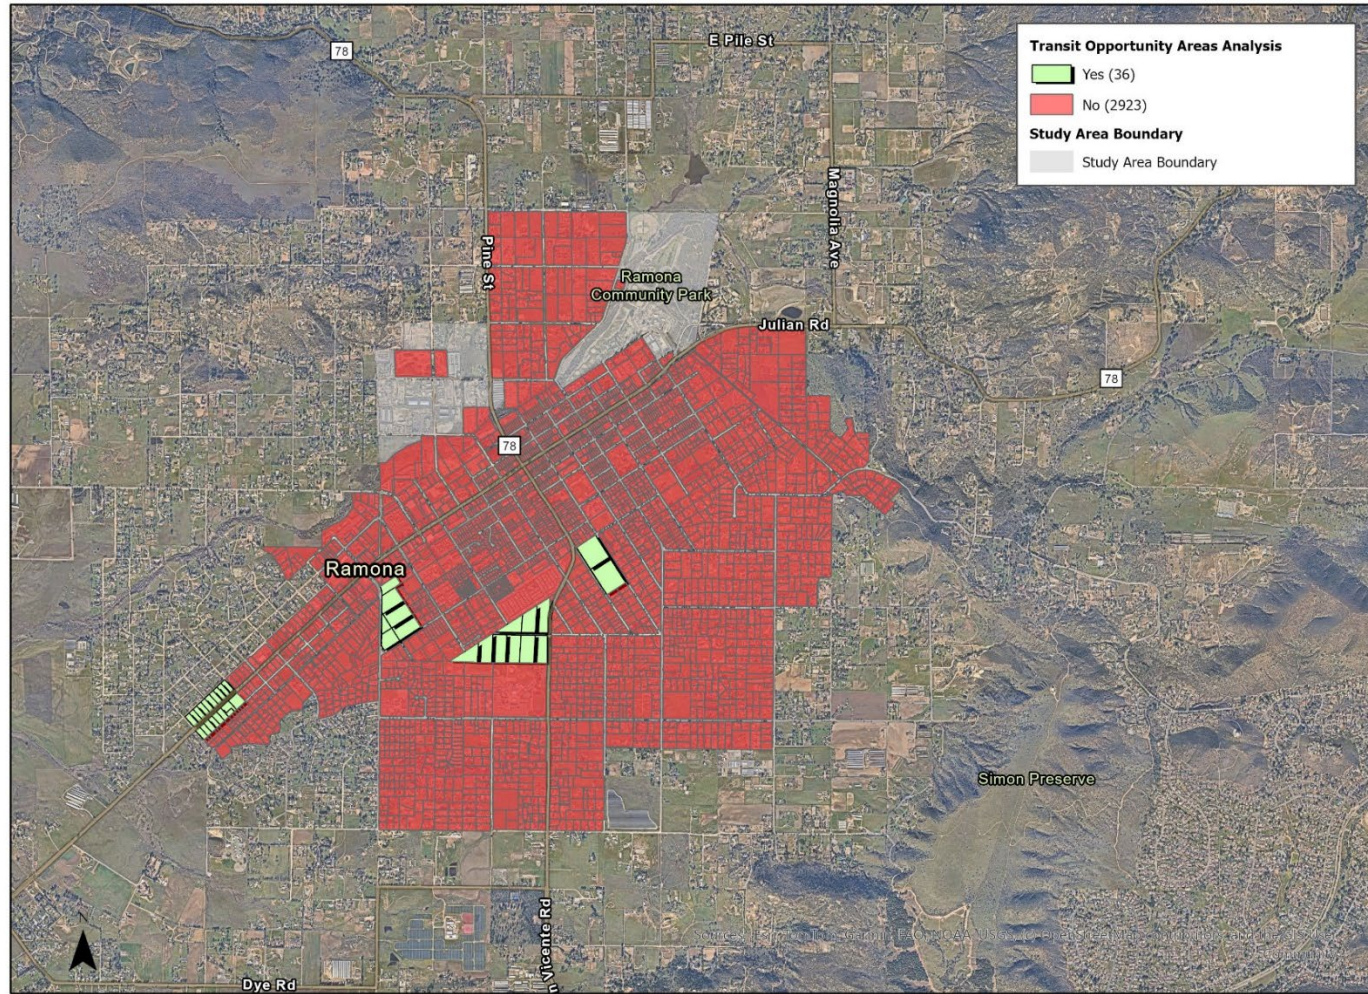 Transit Opportunity Areas Analysis
Yes (36)
No (2923)
Study Area Boundary
Study Area Boundary
78
E Pile St
Magnolia Ave
Pine St
Ramona
Community Park
Julian Rd
78
78
Ramona
Simon Preserve
Vicente Rd
Dye Rd
N